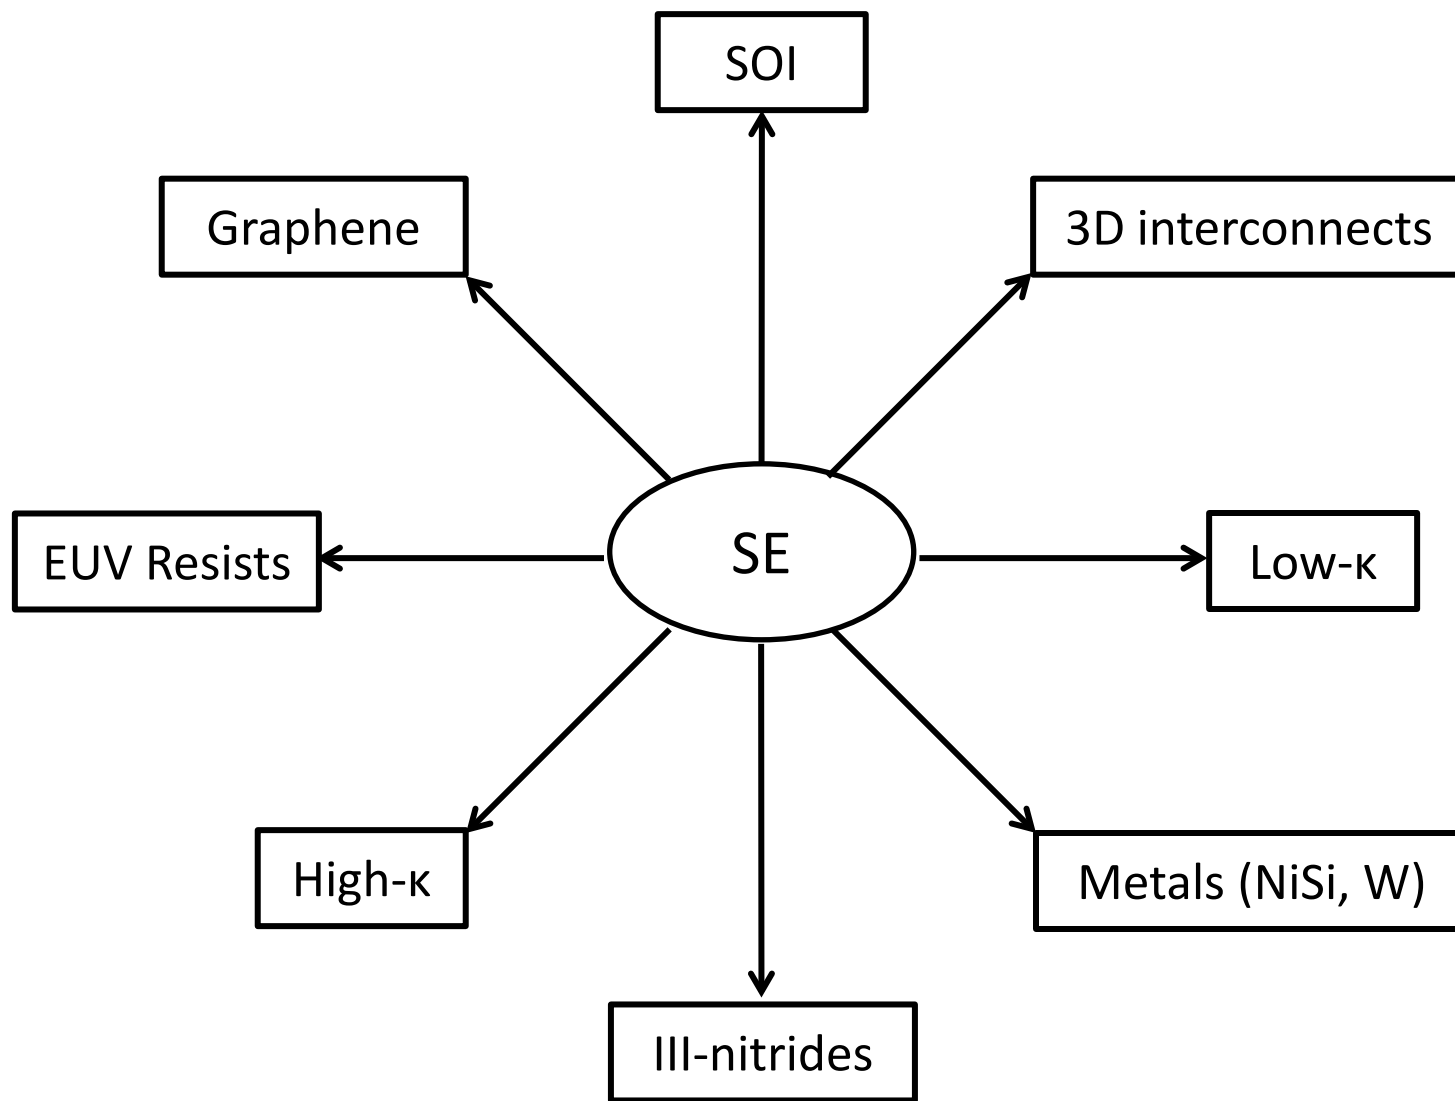 SOI
Graphene
3D interconnects
EUV Resists
SE
Low-κ
High-κ
Metals (NiSi, W)
III-nitrides